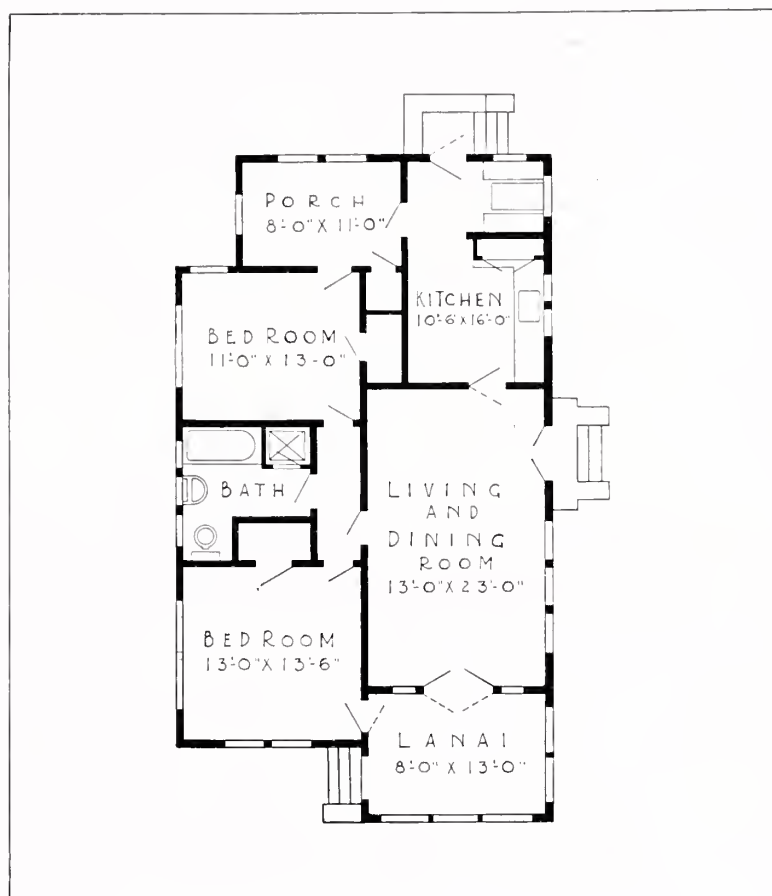 PORCH
8'-0" X 11'-0"
KITCHEN
10'-6" X 16'-0"
BED ROOM
11'-0" X 13'-0"
BATH
LIVING
AND
DINING
ROOM
13'-0" X 23'-0"
BED ROOM
13'-0" X 13'-6"
LANAI
8'-0" X 13'-0"